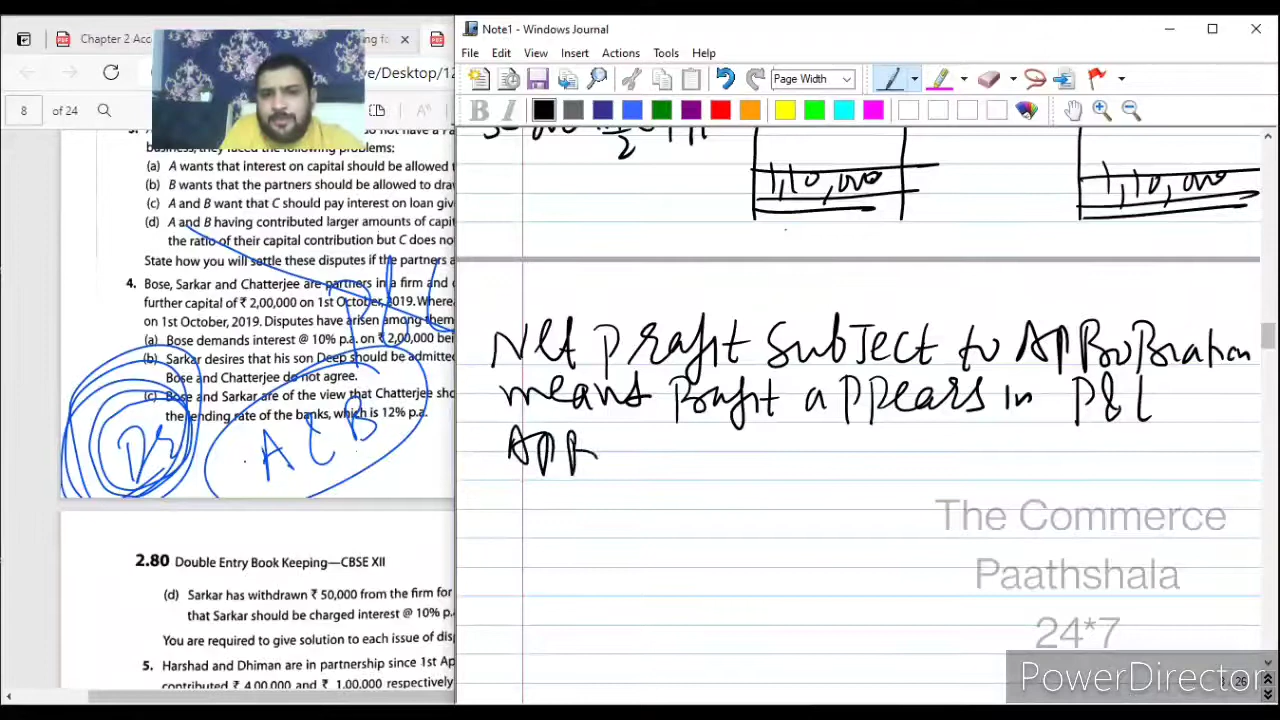 Note1 - Windows Journal
Chapter 2 Acc
ng for
File Edit View Insert Actions Tools Help
ve/Desktop/12
8 of 24
Page Width
business, they faced the following problems:
(a) A wants that interest on capital should be allowed t
(b) B wants that the partners should be allowed to dra
(c) A and B want that C should pay interest on loan giv
(d) A and B having contributed larger amounts of capit
the ratio of their capital contribution but C does no
State how you will settle these disputes if the partners a
4. Bose, Sarkar and Chatterjee are partners in a firm and
further capital of ₹ 2,00,000 on 1st October, 2019. Where
on 1st October, 2019. Disputes have arisen among them
(a) Bose demands interest @ 10% p.a. on ₹ 2,00,000 bei
(b) Sarkar desires that his son Deep should be admitte
Bose and Chatterjee do not agree.
(c) Bose and Sarkar are of the view that Chatterjee sho
the lending rate of the banks, which is 12% p.a.
P&L
Dr
A & B
2.80 Double Entry Book Keeping—CBSE XII
(d) Sarkar has withdrawn ₹ 50,000 from the firm for
that Sarkar should be charged interest @ 10% p.
You are required to give solution to each issue of dis
5. Harshad and Dhiman are in partnership since 1st Ap
contributed ₹ 4,00,000 and ₹ 1,00,000 respectively
1,10,000 1,10,000
Net Profit Subject to APProPration
means Profit appears in P&L
APP
The Commerce
Paathshala
24*7
PowerDirector